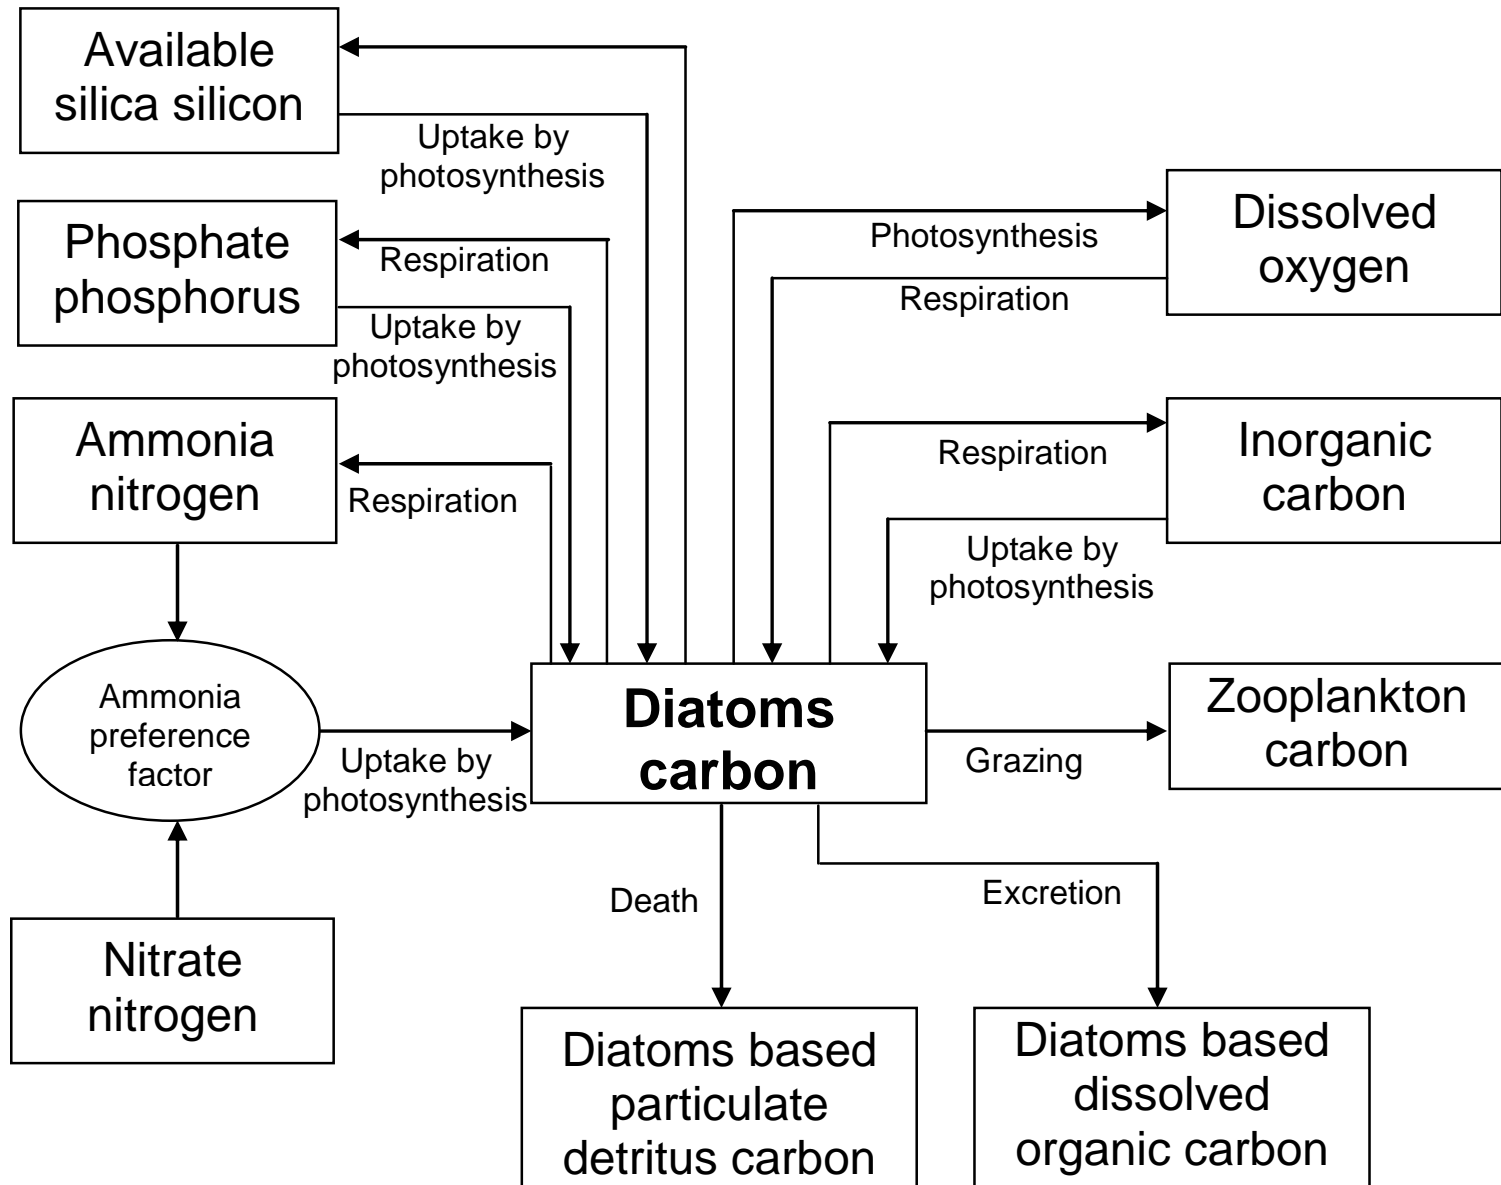 Available
silica silicon
Uptake by
photosynthesis
Phosphate
phosphorus
Respiration
Uptake by
photosynthesis
Ammonia
nitrogen
Respiration
Ammonia
preference
factor
Uptake by
photosynthesis
Nitrate
nitrogen
Diatoms
carbon
Photosynthesis
Respiration
Dissolved
oxygen
Respiration
Uptake by
photosynthesis
Inorganic
carbon
Grazing
Zooplankton
carbon
Death
Excretion
Diatoms based
particulate
detritus carbon
Diatoms based
dissolved
organic carbon